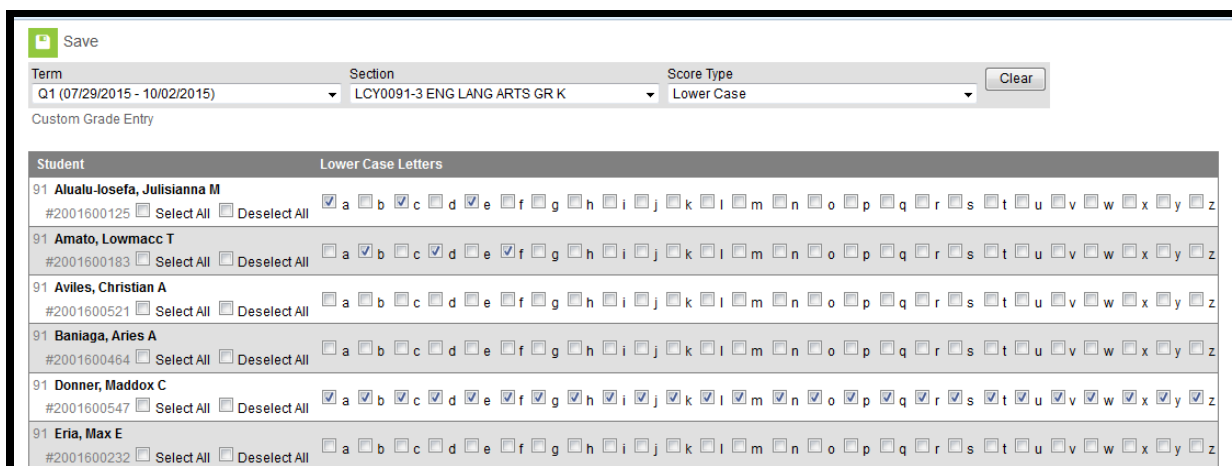 Save
Term Section Score Type
Q1 (07/29/2015 - 10/02/2015) LCY0091-3 ENG LANG ARTS GR K Lower Case Clear
Custom Grade Entry
Student Lower Case Letters
91 Alualu-Iosefa, Julisianna M
#2001600125 Select All Deselect All a b c d e f g h i j k l m n o p q r s t u v w x y z
91 Amato, Lowmacc T
#2001600183 Select All Deselect All a b c d e f g h i j k l m n o p q r s t u v w x y z
91 Aviles, Christian A
#2001600521 Select All Deselect All a b c d e f g h i j k l m n o p q r s t u v w x y z
91 Baniaga, Aries A
#2001600464 Select All Deselect All a b c d e f g h i j k l m n o p q r s t u v w x y z
91 Donner, Maddox C
#2001600547 Select All Deselect All a b c d e f g h i j k l m n o p q r s t u v w x y z
91 Eria, Max E
#2001600232 Select All Deselect All a b c d e f g h i j k l m n o p q r s t u v w x y z